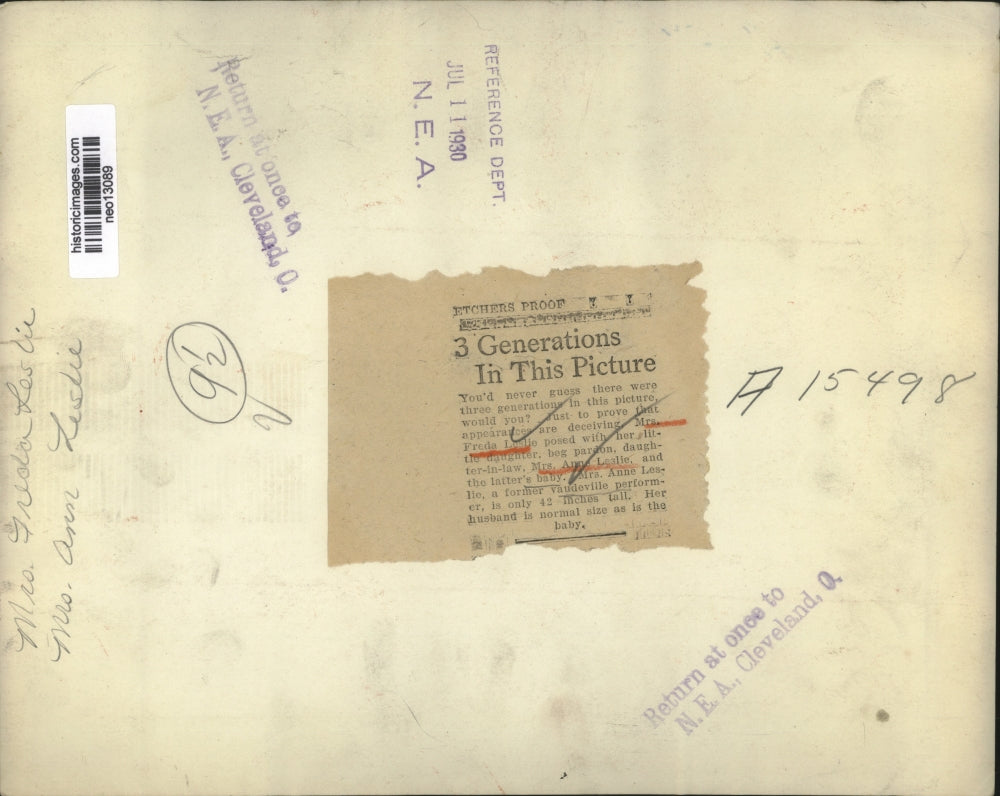 historicimages.com
neo13089
Return at once to
N. E. A., Cleveland, O.
REFERENCE DEPT.
JUL 11 1930
N. E. A.
Mrs. Freda Leslie
Mrs. Ann Leslie
9½
ETCHERS PROOF
3 Generations
In This Picture
You'd never guess there were
three generations in this picture,
would you? Just to prove that
appearances are deceiving, Mrs.
Freda Leslie posed with her lit-
tle daughter, beg pardon, daugh-
ter-in-law, Mrs. Anna Leslie, and
the latter's baby. Mrs. Anne Les-
lie, a former vaudeville perform-
er, is only 42 inches tall. Her
husband is normal size as is the
baby.
A 15498
Return at once to
N. E. A., Cleveland, O.